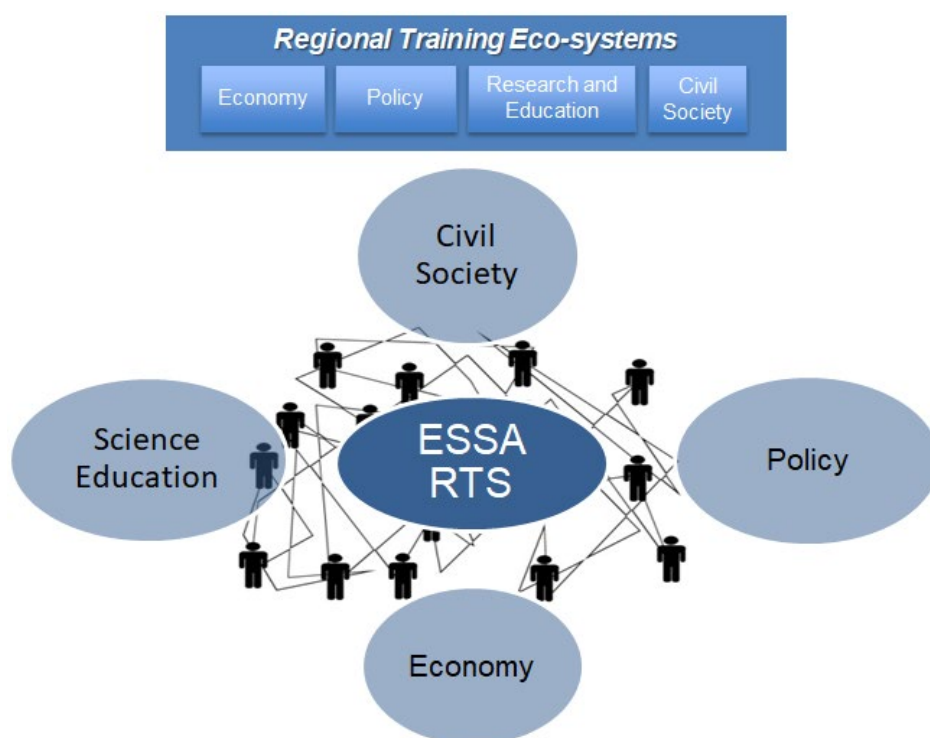 Regional Training Eco-systems
Economy
Policy
Research and
Education
Civil
Society
Civil
Society
Science
Education
ESSA
RTS
Policy
Economy